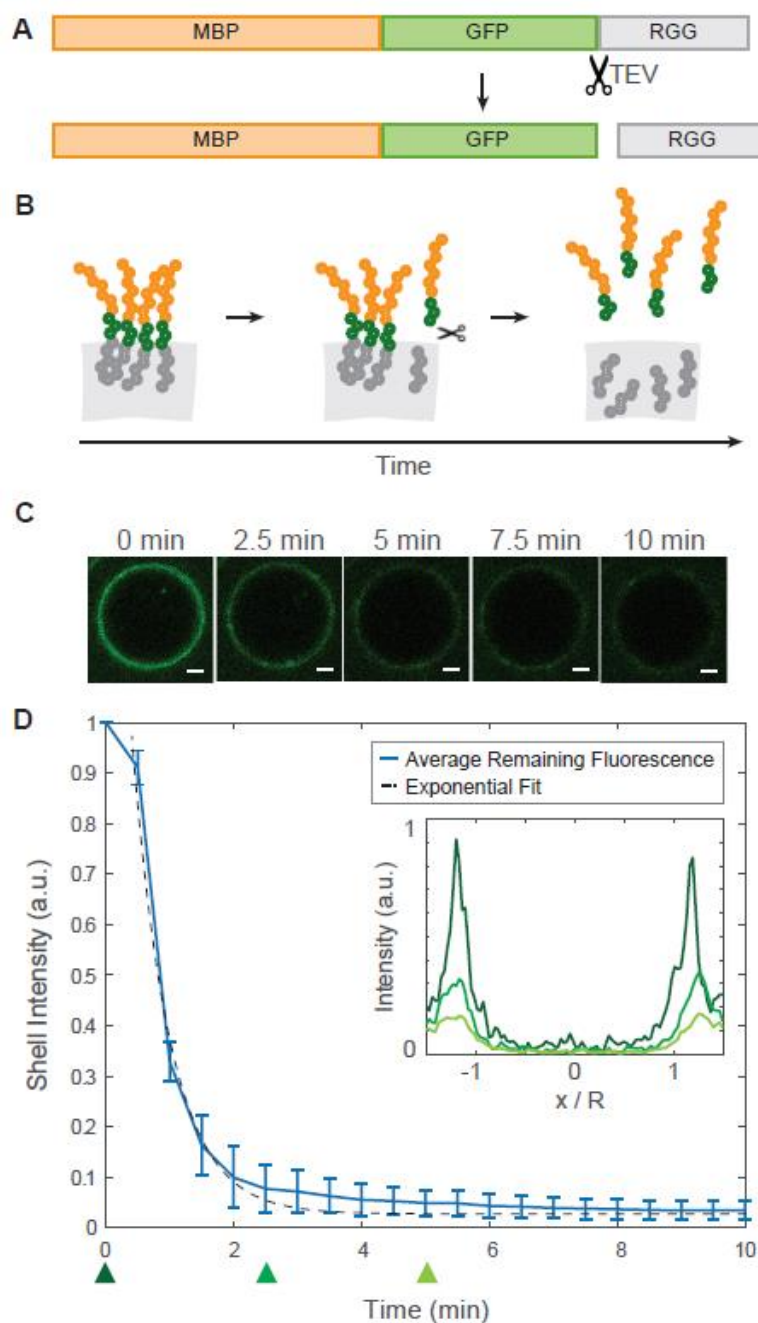 A
MBP GFP RGG
TEV
MBP GFP RGG
B
Time
C
0 min 2.5 min 5 min 7.5 min 10 min
D
Average Remaining Fluorescence
Exponential Fit
Shell Intensity (a.u.)
1
0.9
0.8
0.7
0.6
0.5
0.4
0.3
0.2
0.1
0
Intensity (a.u.)
1
0
-1 0 1
x / R
0 2 4 6 8 10
Time (min)